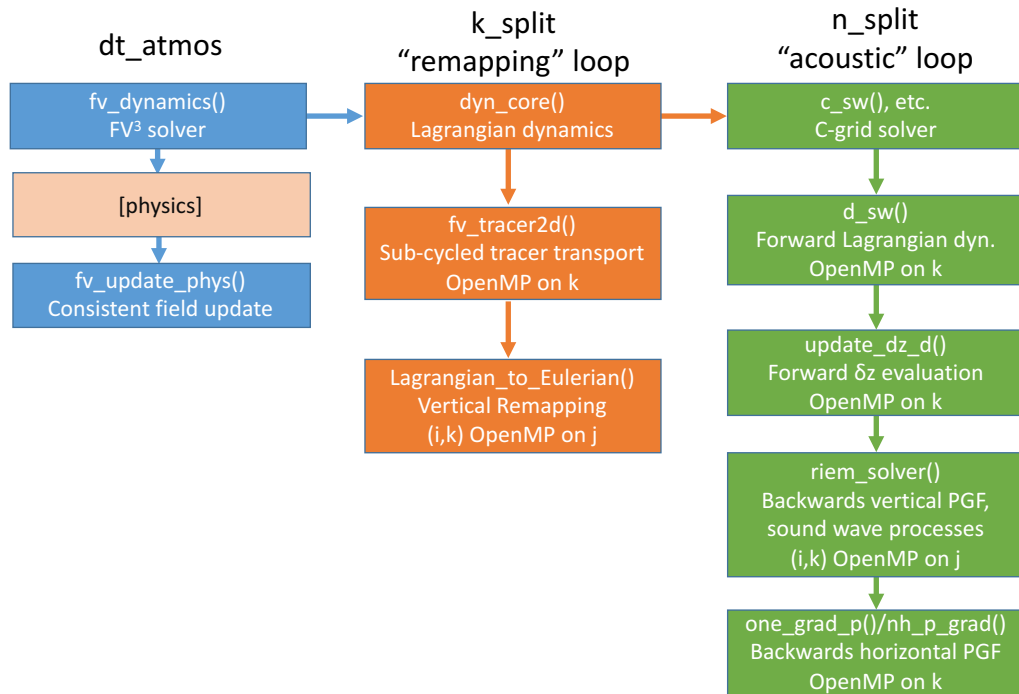 dt_atmos
fv_dynamics()
FV³ solver
[physics]
fv_update_phys()
Consistent field update
k_split
“remapping” loop
dyn_core()
Lagrangian dynamics
fv_tracer2d()
Sub-cycled tracer transport
OpenMP on k
Lagrangian_to_Eulerian()
Vertical Remapping
(i,k) OpenMP on j
n_split
“acoustic” loop
c_sw(), etc.
C-grid solver
d_sw()
Forward Lagrangian dyn.
OpenMP on k
update_dz_d()
Forward δz evaluation
OpenMP on k
riem_solver()
Backwards vertical PGF,
sound wave processes
(i,k) OpenMP on j
one_grad_p()/nh_p_grad()
Backwards horizontal PGF
OpenMP on k